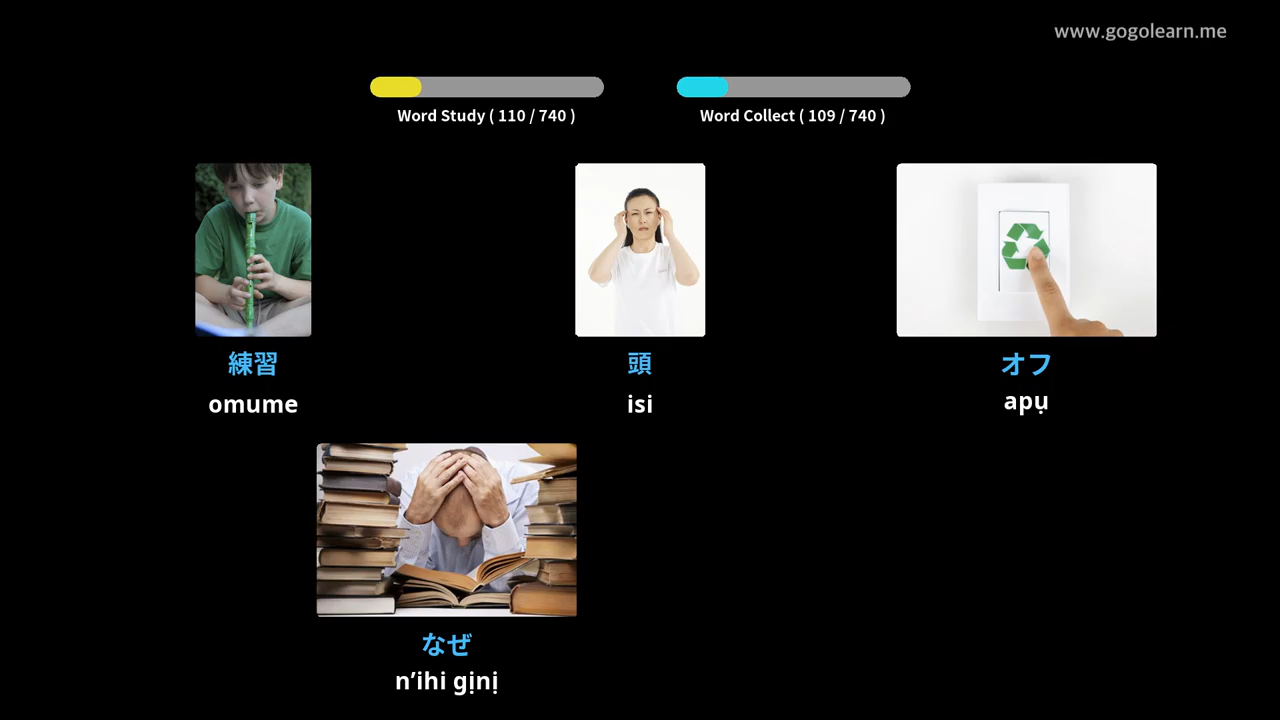 www.gogolearn.me
Word Study ( 110 / 740 )
Word Collect ( 109 / 740 )
練習
omume
頭
isi
オフ
apụ
なぜ
n’ihi gịnị